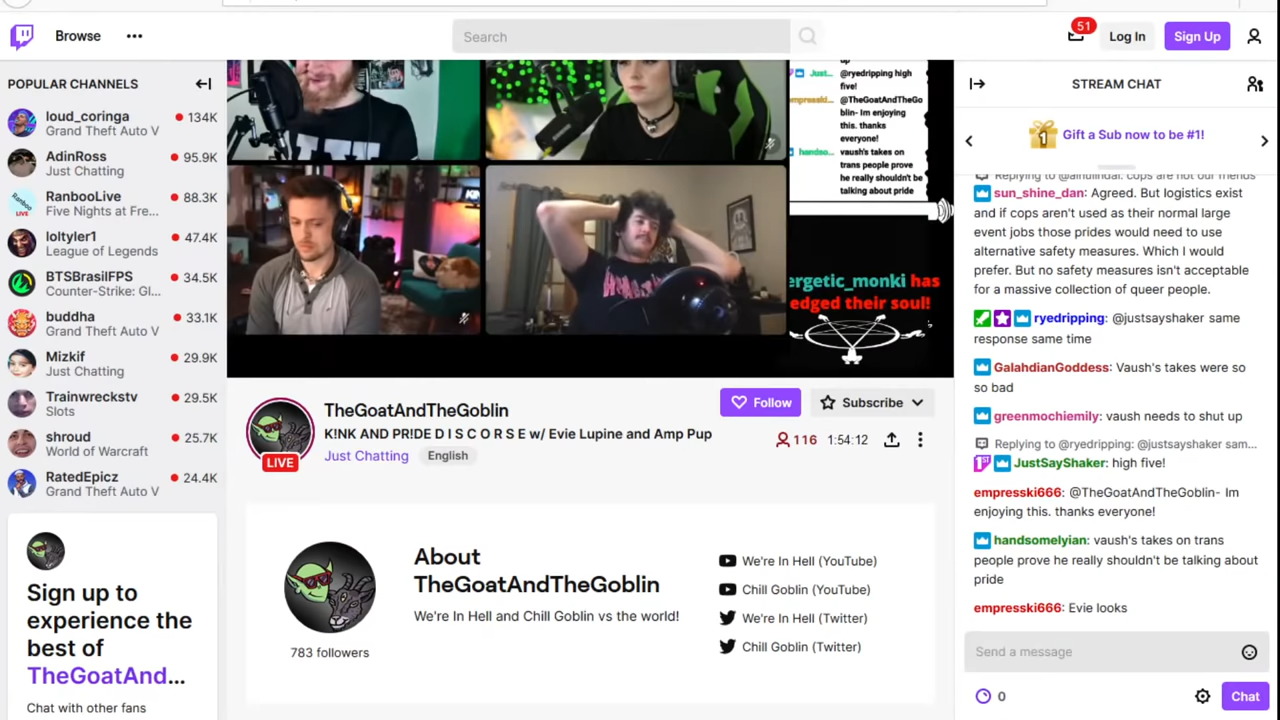 Browse
Search
51
Log In
Sign Up
POPULAR CHANNELS
loud_coringa
134K
Grand Theft Auto V
AdinRoss
95.9K
Just Chatting
RanbooLive
88.3K
Five Nights at Fre...
loltyler1
47.4K
League of Legends
BTSBrasilFPS
34.5K
Counter-Strike: Gl...
buddha
33.1K
Grand Theft Auto V
Mizkif
29.9K
Just Chatting
Trainwreckstv
29.5K
Slots
shroud
25.7K
World of Warcraft
RatedEpicz
24.4K
Grand Theft Auto V
Sign up to
experience the
best of
TheGoatAnd...
Chat with other fans
up
Just...
@ryedripping high
five!
empresski...
@TheGoatAndTheGo
blin- Im enjoying
this. thanks
everyone!
handso...
vaush's takes on
trans people prove
he really shouldn't be
talking about pride
ergetic_monki has
edged their soul!
TheGoatAndTheGoblin
K!NK AND PR!DE D I S C O R S E w/ Evie Lupine and Amp Pup
Just Chatting
English
LIVE
Follow
Subscribe
116
1:54:12
783 followers
About
TheGoatAndTheGoblin
We're In Hell and Chill Goblin vs the world!
We're In Hell (YouTube)
Chill Goblin (YouTube)
We're In Hell (Twitter)
Chill Goblin (Twitter)
STREAM CHAT
1
Gift a Sub now to be #1!
Replying to @ainulindal: cops are not our friends
sun_shine_dan: Agreed. But logistics exist
and if cops aren't used as their normal large
event jobs those prides would need to use
alternative safety measures. Which I would
prefer. But no safety measures isn't acceptable
for a massive collection of queer people.
ryedripping: @justsayshaker same
response same time
GalahdianGoddess: Vaush's takes were so
so bad
greenmochiemily: vaush needs to shut up
Replying to @ryedripping: @justsayshaker sam...
JustSayShaker: high five!
empresski666: @TheGoatAndTheGoblin- Im
enjoying this. thanks everyone!
handsomelyian: vaush's takes on trans
people prove he really shouldn't be talking about
pride
empresski666: Evie looks
Send a message
0
Chat